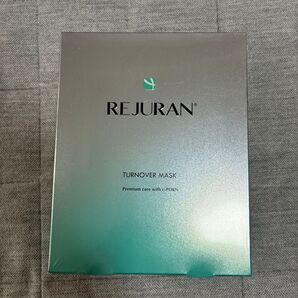 REJURAN®
TURNOVER MASK
Premium care with c-PDRN